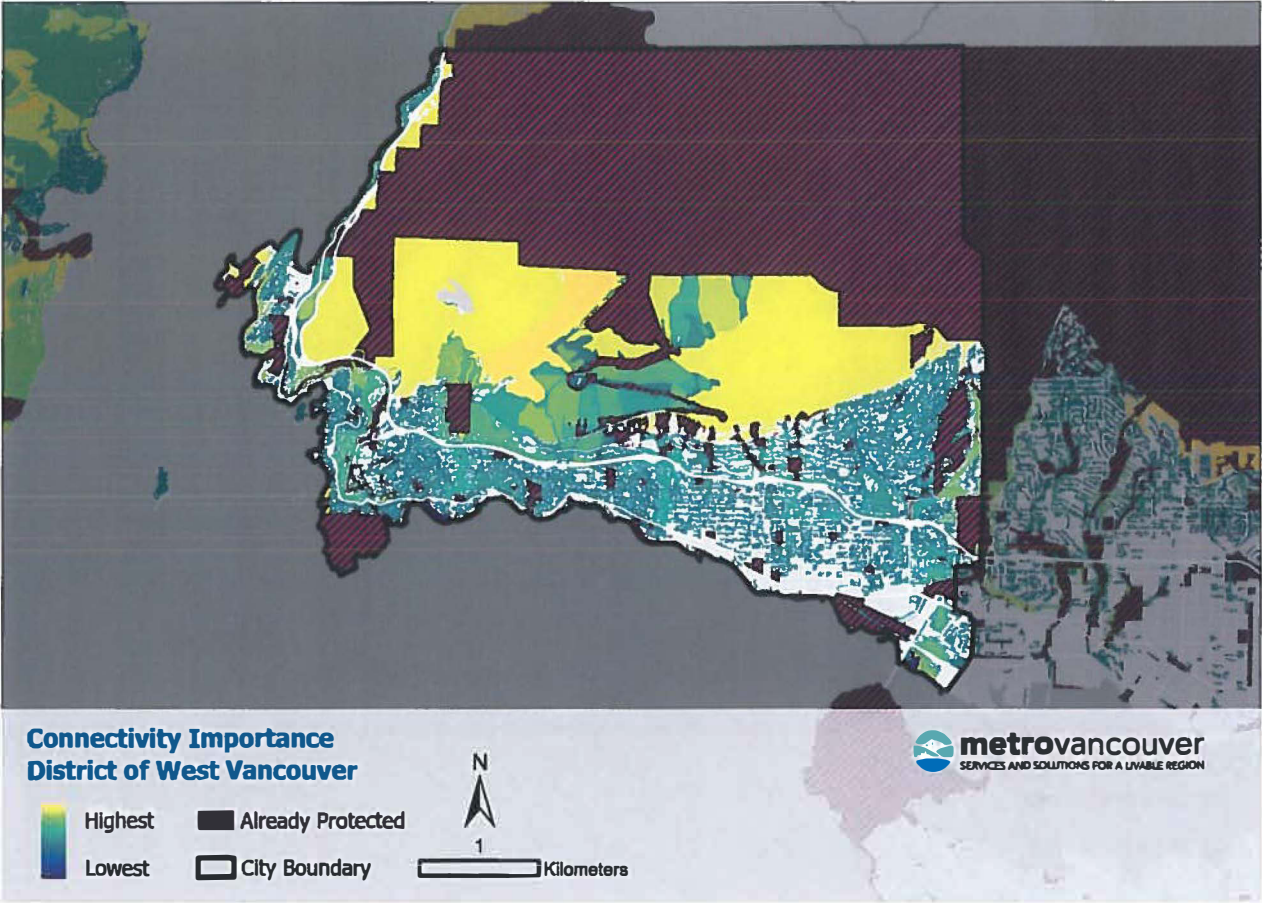 Connectivity Importance
District of West Vancouver
Highest
Lowest
Already Protected
City Boundary
N
1
Kilometers
metrovancouver
SERVICES AND SOLUTIONS FOR A LIVABLE REGION